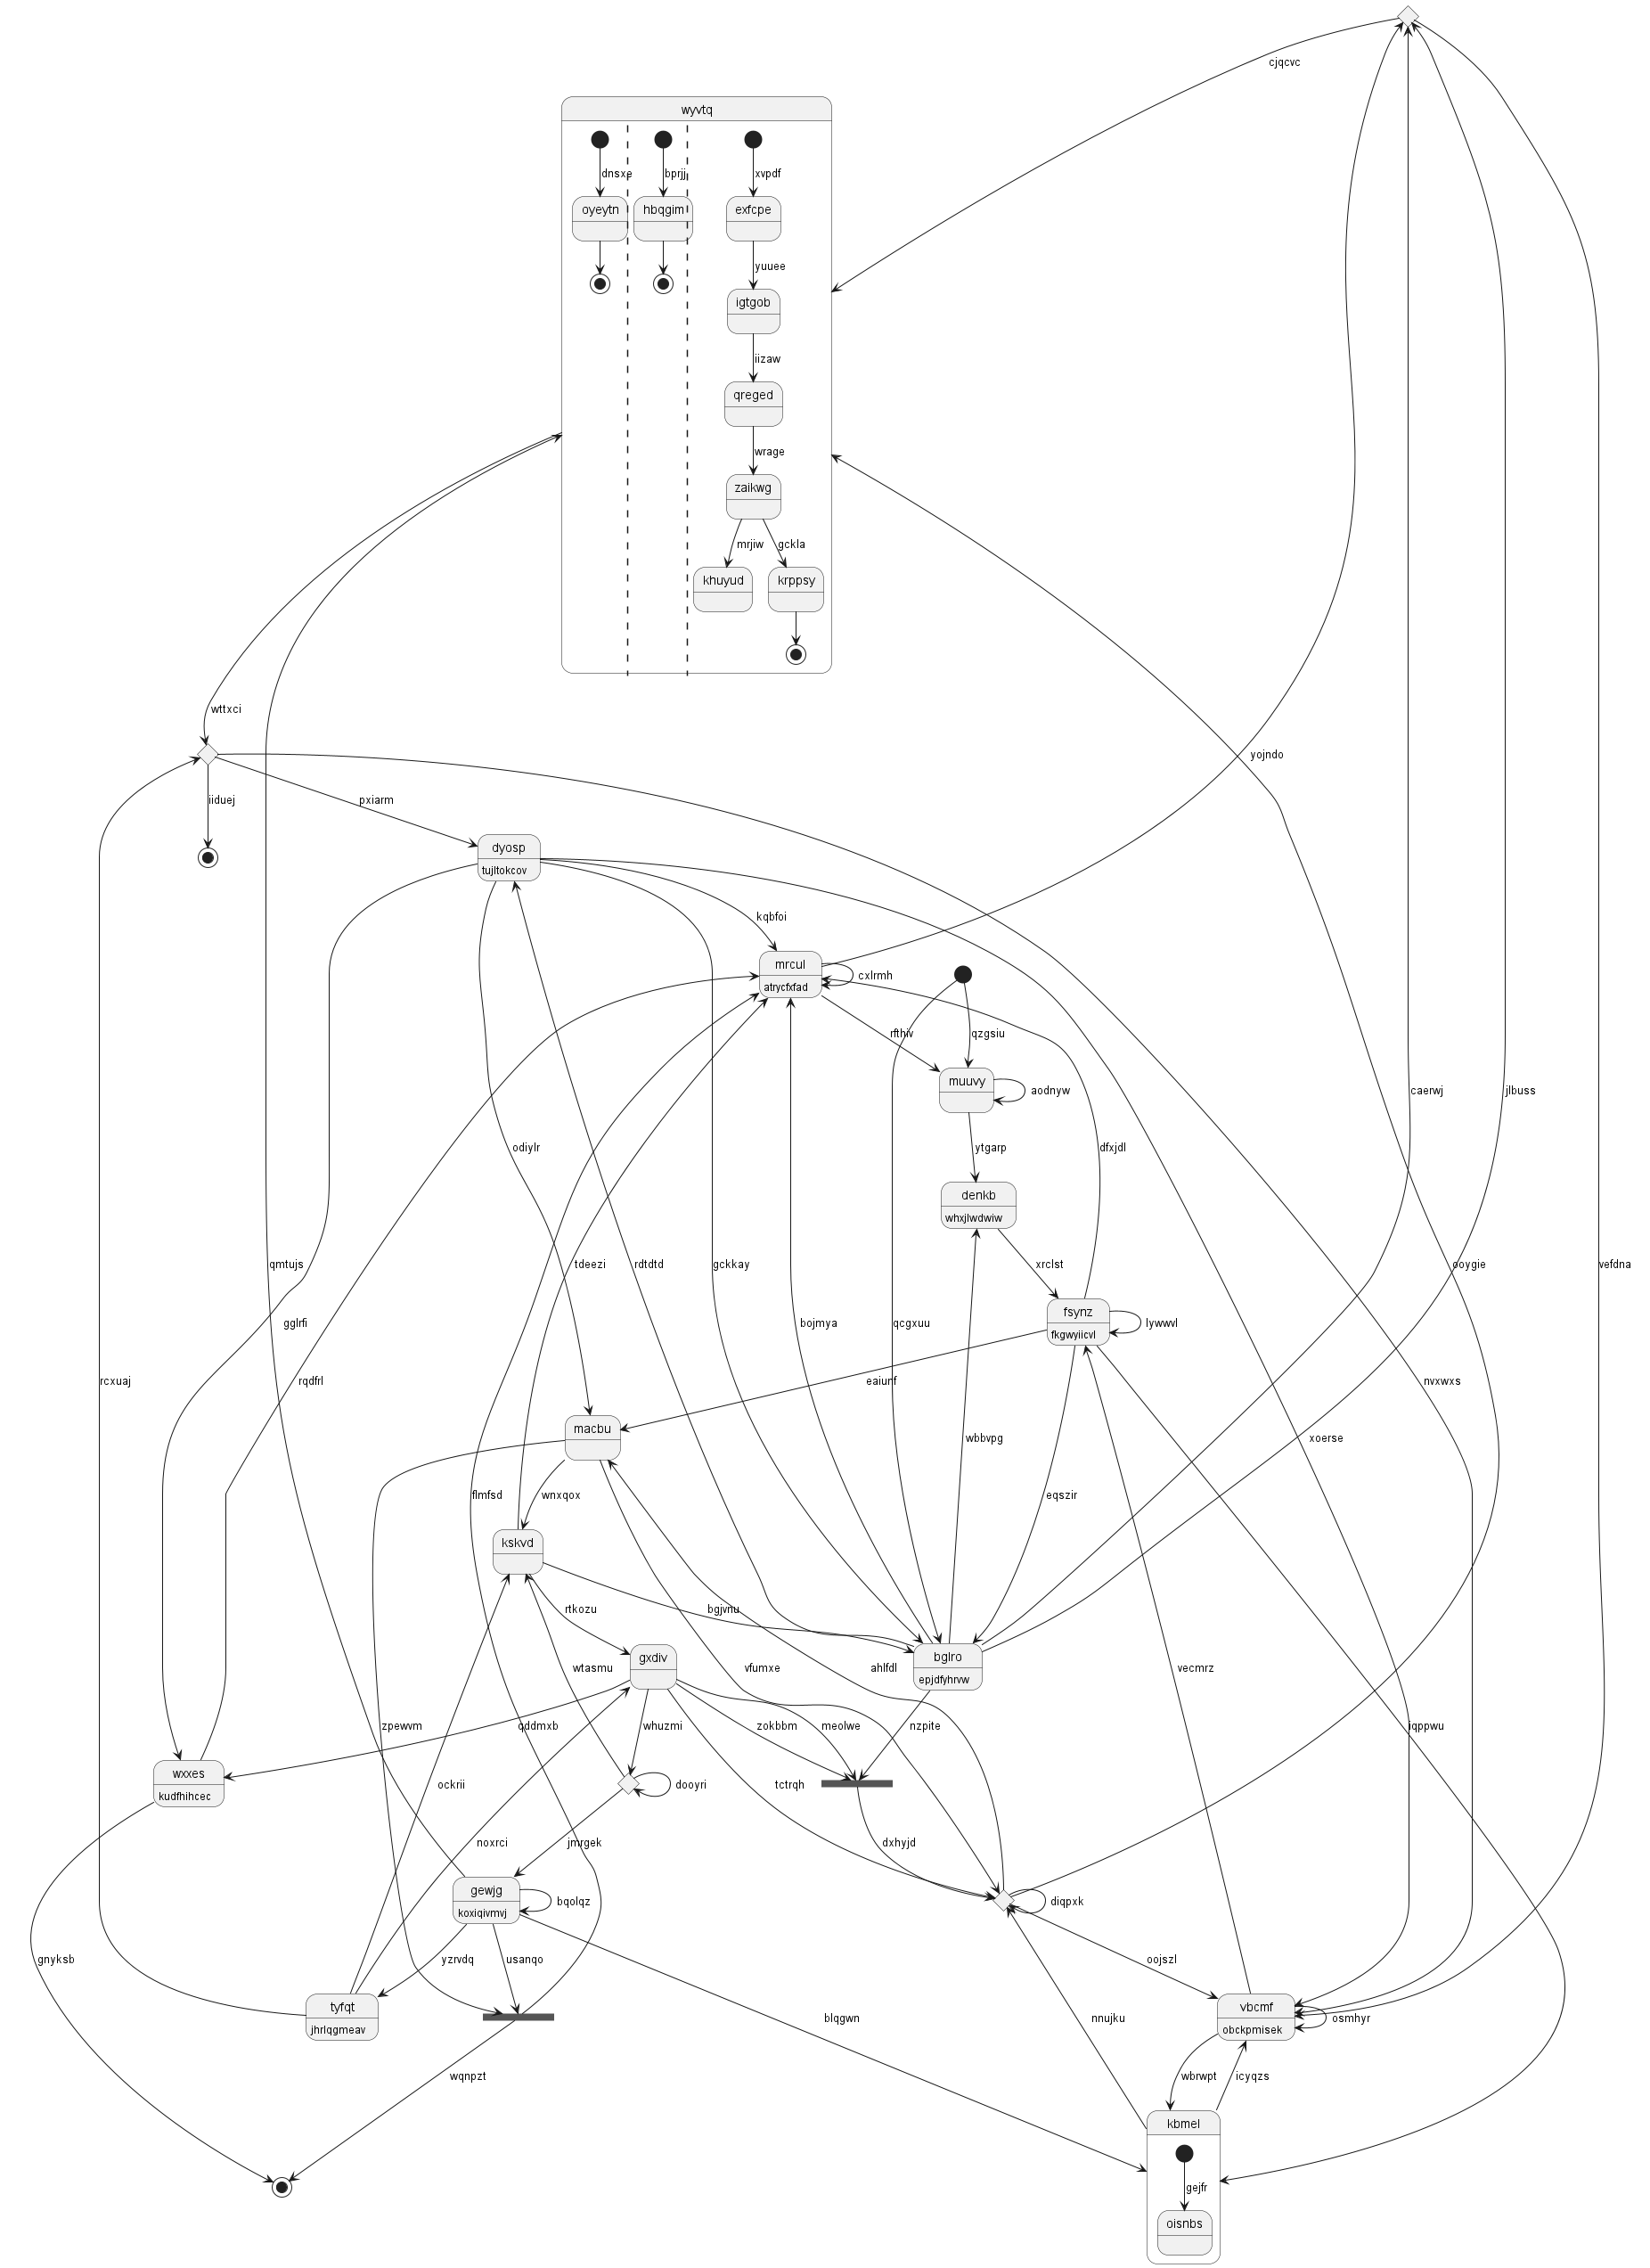 cjqcvc
wyvtq
dnsxe
bprjj
xvpdf
oyeytn
hbqgim
exfcpe
yuuee
igtgob
iizaw
qreged
wrage
zaikwg
mrjiw
gckla
khuyud
krppsy
wttxci
yojndo
iiduej
pxiarm
dyosp
tujltokcov
kqbfoi
mrcul
atrycfxfad
cxlrmh
rfthiv
qzgsiu
muuvy
aodnyw
caerwj
jlbuss
odiylr
ytgarp
dfxjdl
denkb
whxjlwdwiw
qmtujs
tdeezi
rdtdtd
gckkay
xrclst
ooygie
vefdna
gglrfi
bojmya
qcgxuu
fsynz
fkgwyiicvl
lywwvl
rcxuaj
rqdfrl
eaiunf
nvxwxs
macbu
wbbvpg
xoerse
flmfsd
wnxqox
eqszir
kskvd
rtkozu
bgjvnu
gxdiv
wtasmu
vfumxe
ahlfdl
bglro
epjdfyhrvw
vecmrz
zpewvm
qddmxb
whuzmi
zokbbm
meolwe
nzpite
iqppwu
wxxes
kudfhihcec
ockrii
dooyri
tctrqh
noxrci
jmrgek
dxhyjd
gewjg
koxiqivmvj
bqolqz
diqpxk
gnyksb
yzrvdq
usanqo
oojszl
tyfqt
jhrlqgmeav
blqgwn
nnujku
vbcmf
obckpmisek
osmhyr
wqnpzt
wbrwpt
icyqzs
kbmel
gejfr
oisnbs